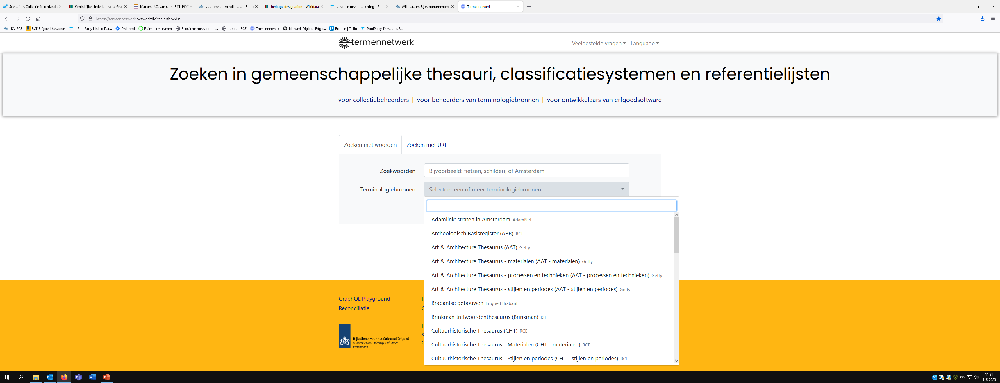 Scenario's Collectie Nederland
Koninklijke Nederlandsche Gist-
Marken, J.C. van (Jr. ; 1845-1906
vuurtorens-rm-wikidata - Rube
heritage designation - Wikidata
Kust- en oevermarkering - Pool
Wikidata en Rijksmonumenten
Termennetwerk
https://termennetwerk.netwerkdigitaalerfgoed.nl
LDV RCE
RCE Erfgoedthesaurus
- PoolParty Linked Dat...
DM bord
Ruimte reserveren
Requirements voor ter...
Intranet RCE
Termennetwerk
Netwerk Digitaal Erfgo...
Borden | Trello
PoolParty Thesaurus S...
termennetwerk
Veelgestelde vragen
Language
Zoeken in gemeenschappelijke thesauri, classificatiesystemen en referentielijsten
voor collectiebeheerders | voor beheerders van terminologiebronnen | voor ontwikkelaars van erfgoedsoftware
Zoeken met woorden
Zoeken met URI
Zoekwoorden
Bijvoorbeeld: fietsen, schilderij of Amsterdam
Terminologiebronnen
Selecteer een of meer terminologiebronnen
Adamlink: straten in Amsterdam AdamNet
Archeologisch Basisregister (ABR) RCE
Art & Architecture Thesaurus (AAT) Getty
Art & Architecture Thesaurus - materialen (AAT - materialen) Getty
Art & Architecture Thesaurus - processen en technieken (AAT - processen en technieken) Getty
Art & Architecture Thesaurus - stijlen en periodes (AAT - stijlen en periodes) Getty
Brabantse gebouwen Erfgoed Brabant
Brinkman trefwoordenthesaurus (Brinkman) KB
Cultuurhistorische Thesaurus (CHT) RCE
Cultuurhistorische Thesaurus - Materialen (CHT - materialen) RCE
Cultuurhistorische Thesaurus - Stijlen en periodes (CHT - stijlen en periodes) RCE
GraphQL Playground
Reconciliatie
Rijksdienst voor het Cultureel Erfgoed
Ministerie van Onderwijs, Cultuur en
Wetenschap
11:21
1-6-2023